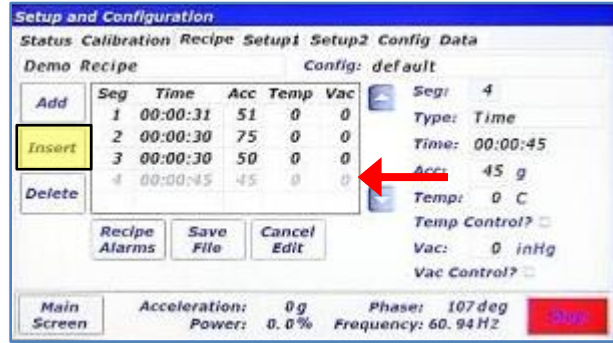 Setup and Configuration
Status Calibration Recipe Setup1 Setup2 Config Data
Demo Recipe Config: default
Add
Insert
Delete
Seg Time Acc Temp Vac
1 00:00:31 51 0 0
2 00:00:30 75 0 0
3 00:00:30 50 0 0
4 00:00:45 45 0 0
Recipe Alarms
Save File
Cancel Edit
Seg: 4
Type: Time
Time: 00:00:45
Acc: 45 g
Temp: 0 C
Temp Control?
Vac: 0 inHg
Vac Control?
Main Screen
Acceleration: 0 g Phase: 107 deg
Power: 0.0% Frequency: 60.94Hz
Stop